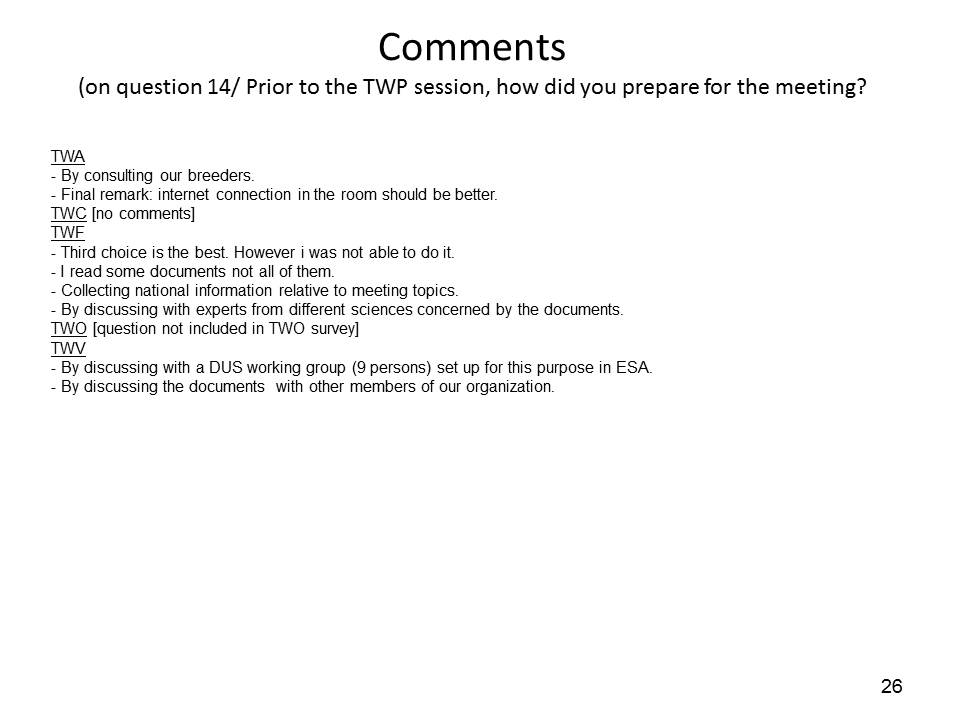 Comments
(on question 14/ Prior to the TWP session, how did you prepare for the meeting?
TWA
- By consulting our breeders.
- Final remark: internet connection in the room should be better.
TWC [no comments]
TWF
- Third choice is the best. However i was not able to do it.
- I read some documents not all of them.
- Collecting national information relative to meeting topics.
- By discussing with experts from different sciences concerned by the documents.
TWO [question not included in TWO survey]
TWV
- By discussing with a DUS working group (9 persons) set up for this purpose in ESA.
- By discussing the documents  with other members of our organization.
26